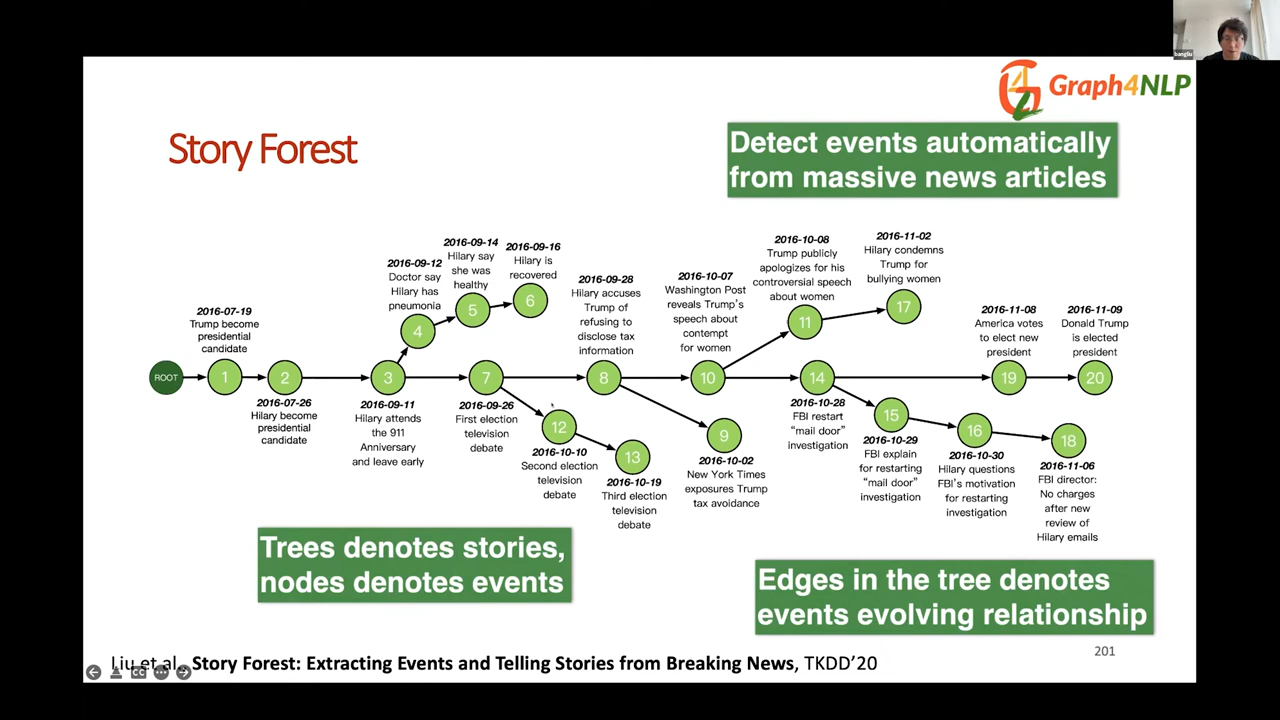 bangliu
Graph4NLP
Story Forest
Detect events automatically
from massive news articles
ROOT
1
2016-07-19
Trump become
presidential
candidate
2
2016-07-26
Hilary become
presidential
candidate
3
2016-09-11
Hilary attends
the 911
Anniversary
and leave early
4
2016-09-12
Doctor say
Hilary has
pneumonia
5
2016-09-14
Hilary say
she was
healthy
6
2016-09-16
Hilary is
recovered
7
2016-09-26
First election
television
debate
8
2016-09-28
Hilary accuses
Trump of
refusing to
disclose tax
information
9
2016-10-02
New York Times
exposures Trump
tax avoidance
10
2016-10-07
Washington Post
reveals Trump's
speech about
contempt
for women
11
2016-10-08
Trump publicly
apologizes for his
controversial speech
about women
12
2016-10-10
Second election
television
debate
13
2016-10-19
Third election
television
debate
14
2016-10-28
FBI restart
“mail door”
investigation
15
2016-10-29
FBI explain
for restarting
“mail door”
investigation
16
2016-10-30
Hilary questions
FBI's motivation
for restarting
investigation
17
2016-11-02
Hilary condemns
Trump for
bullying women
18
2016-11-06
FBI director:
No charges
after new
review of
Hilary emails
19
2016-11-08
America votes
to elect new
president
20
2016-11-09
Donald Trump
is elected
president
Trees denotes stories,
nodes denotes events
Edges in the tree denotes
events evolving relationship
201
Liu et al., Story Forest: Extracting Events and Telling Stories from Breaking News, TKDD'20